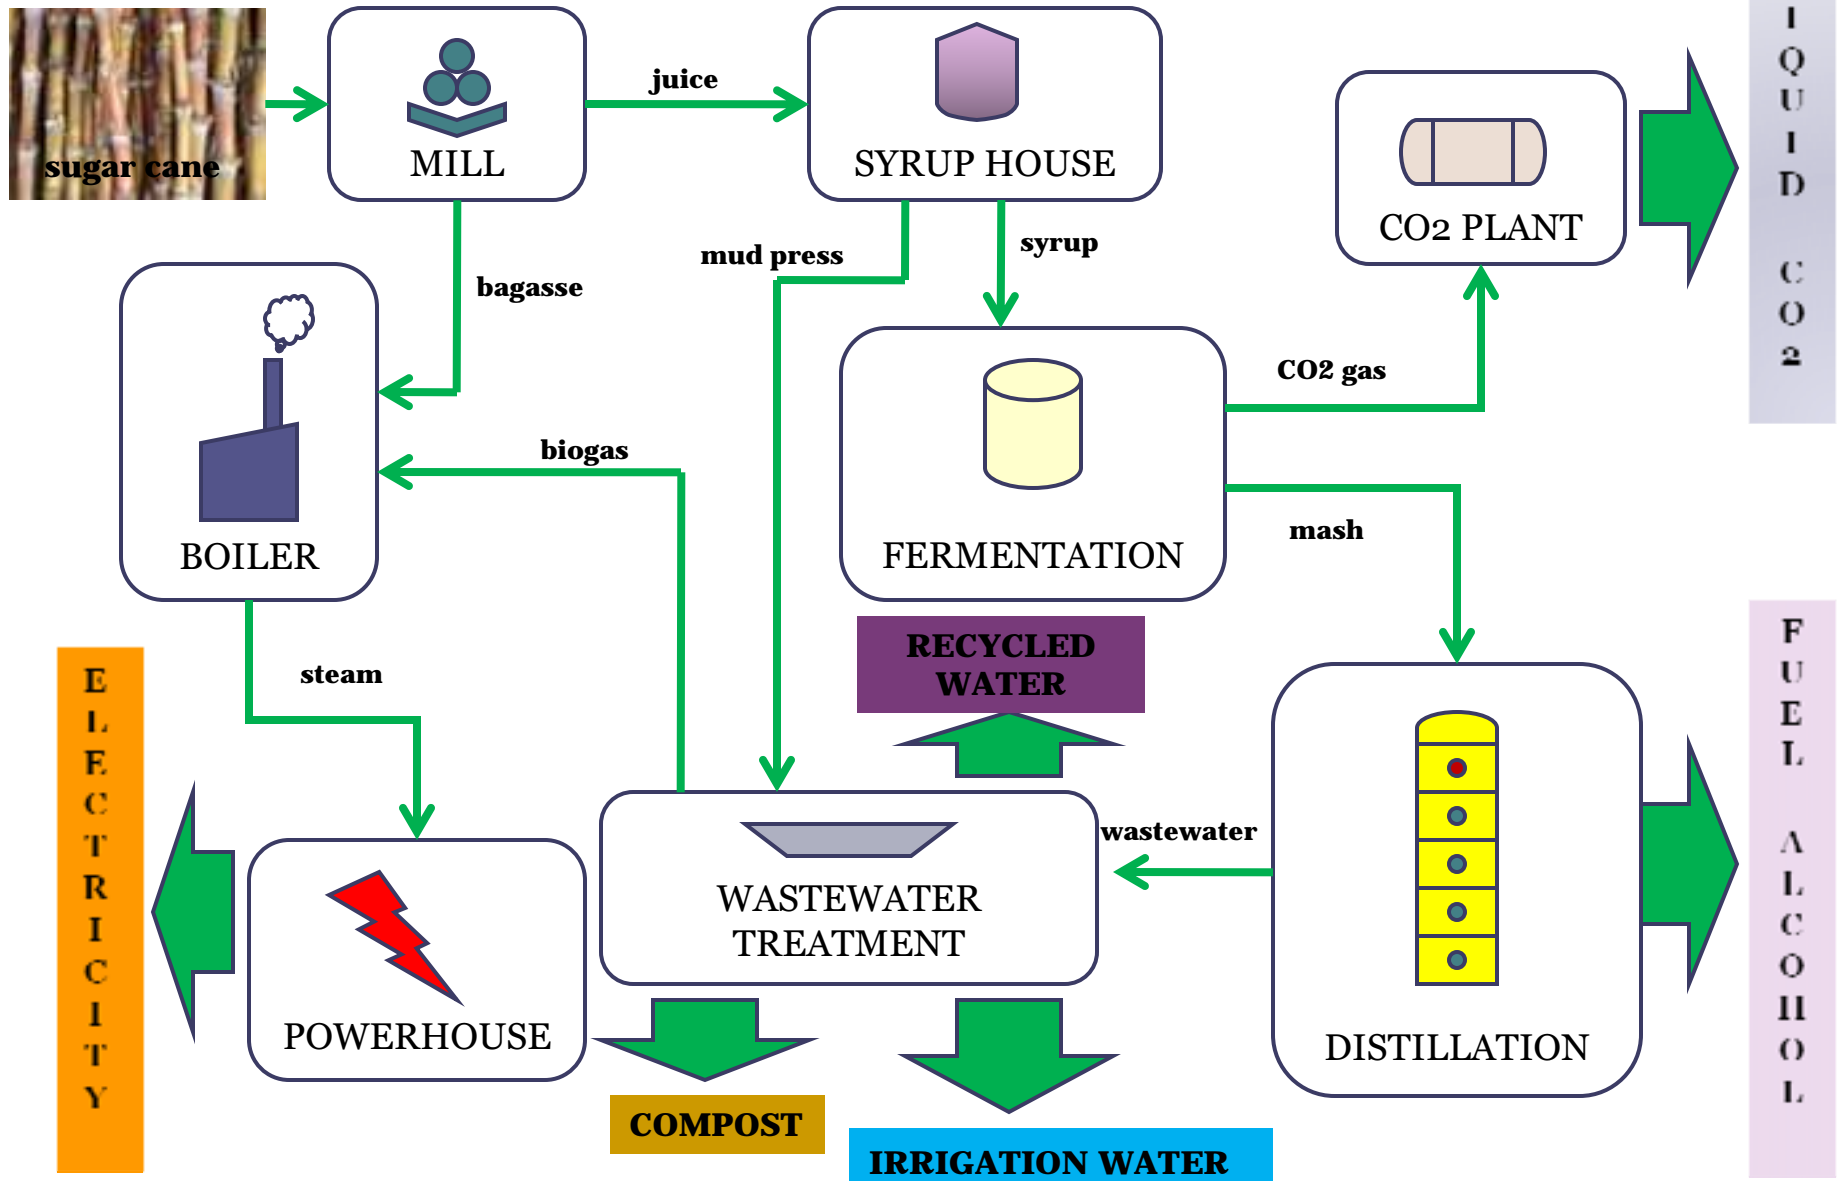 sugar cane
MILL
juice
SYRUP HOUSE
CO2 PLANT
IQUID CO2
mud press
syrup
bagasse
CO2 gas
biogas
mash
BOILER
FERMENTATION
steam
RECYCLED
WATER
ELECTRICITY
FUEL ALCOHOL
wastewater
WASTEWATER
TREATMENT
POWERHOUSE
DISTILLATION
COMPOST
IRRIGATION WATER